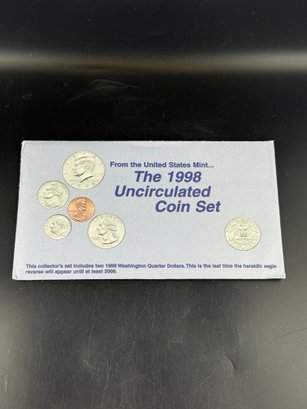 From the United States Mint...
The 1998
Uncirculated
Coin Set
This collector's set includes two 1998 Washington Quarter Dollars. This is the last time the heraldic eagle
reverse will appear until at least 2009.